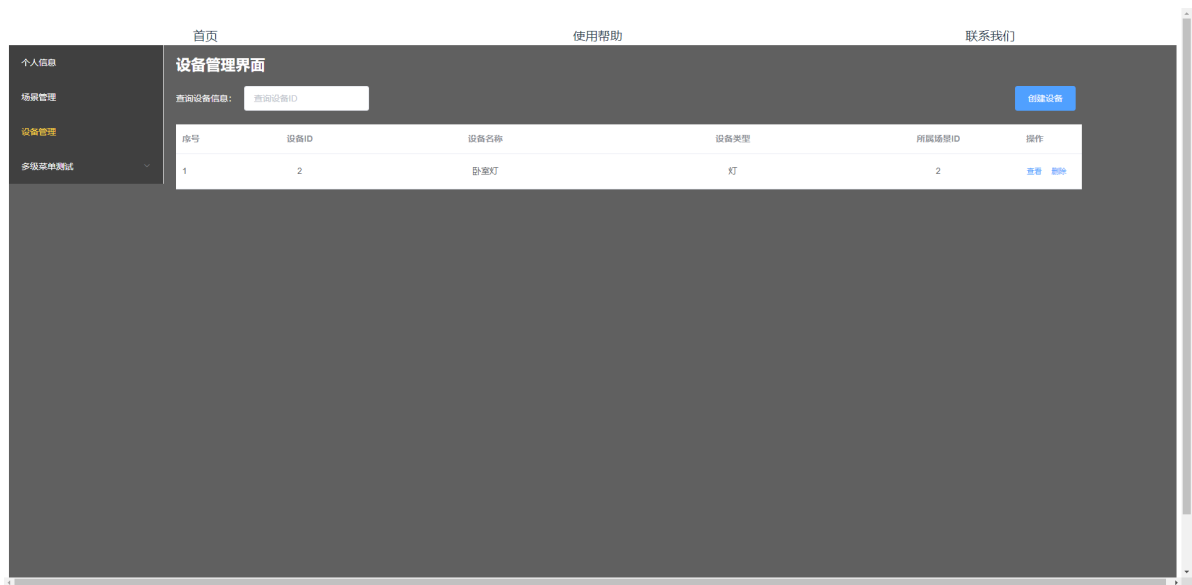 首页 使用帮助 联系我们
个人信息
场景管理
设备管理
多级菜单测试
设备管理界面
查询设备信息： 查询设备ID 创建设备
序号 设备ID 设备名称 设备类型 所属场景ID 操作
1 2 卧室灯 灯 2 查看 删除